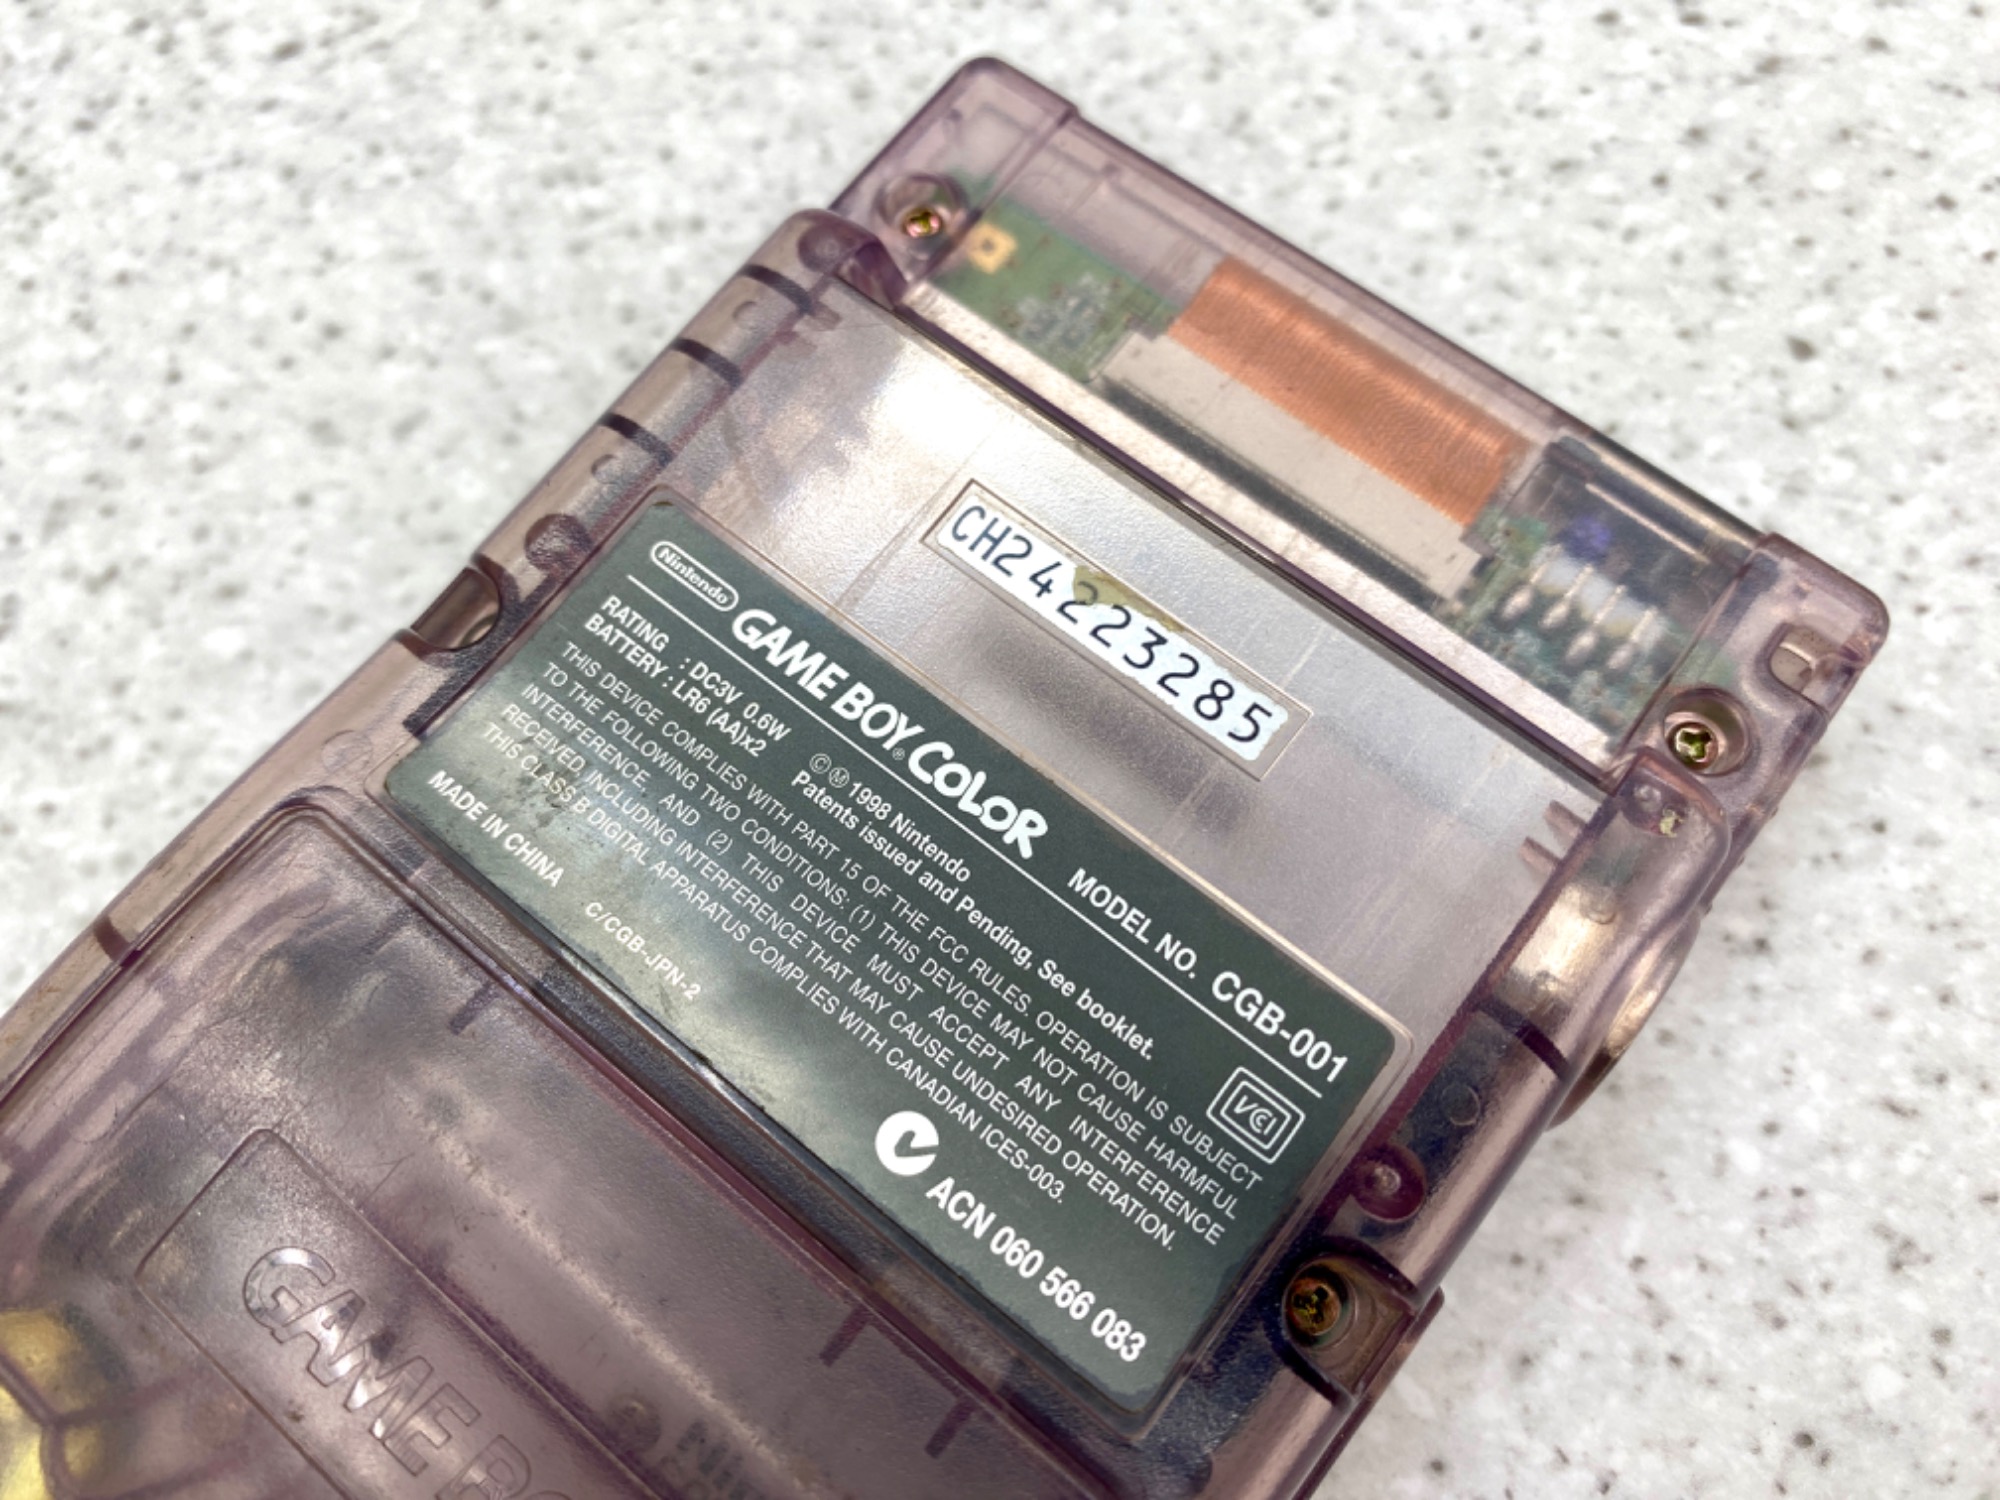 CH24223285
Nintendo
GAME BOY® COLOR MODEL NO. CGB-001
RATING : DC3V 0.6W ©Ⓜ 1998 Nintendo
BATTERY : LR6 (AA)x2 Patents issued and Pending, See booklet.
THIS DEVICE COMPLIES WITH PART 15 OF THE FCC RULES. OPERATION IS SUBJECT
TO THE FOLLOWING TWO CONDITIONS: (1) THIS DEVICE MAY NOT CAUSE HARMFUL
INTERFERENCE, AND (2) THIS DEVICE MUST ACCEPT ANY INTERFERENCE
RECEIVED, INCLUDING INTERFERENCE THAT MAY CAUSE UNDESIRED OPERATION.
THIS CLASS B DIGITAL APPARATUS COMPLIES WITH CANADIAN ICES-003.
VCI
MADE IN CHINA
C/CGB-JPN-2
ACN 060 566 083
GAME BO